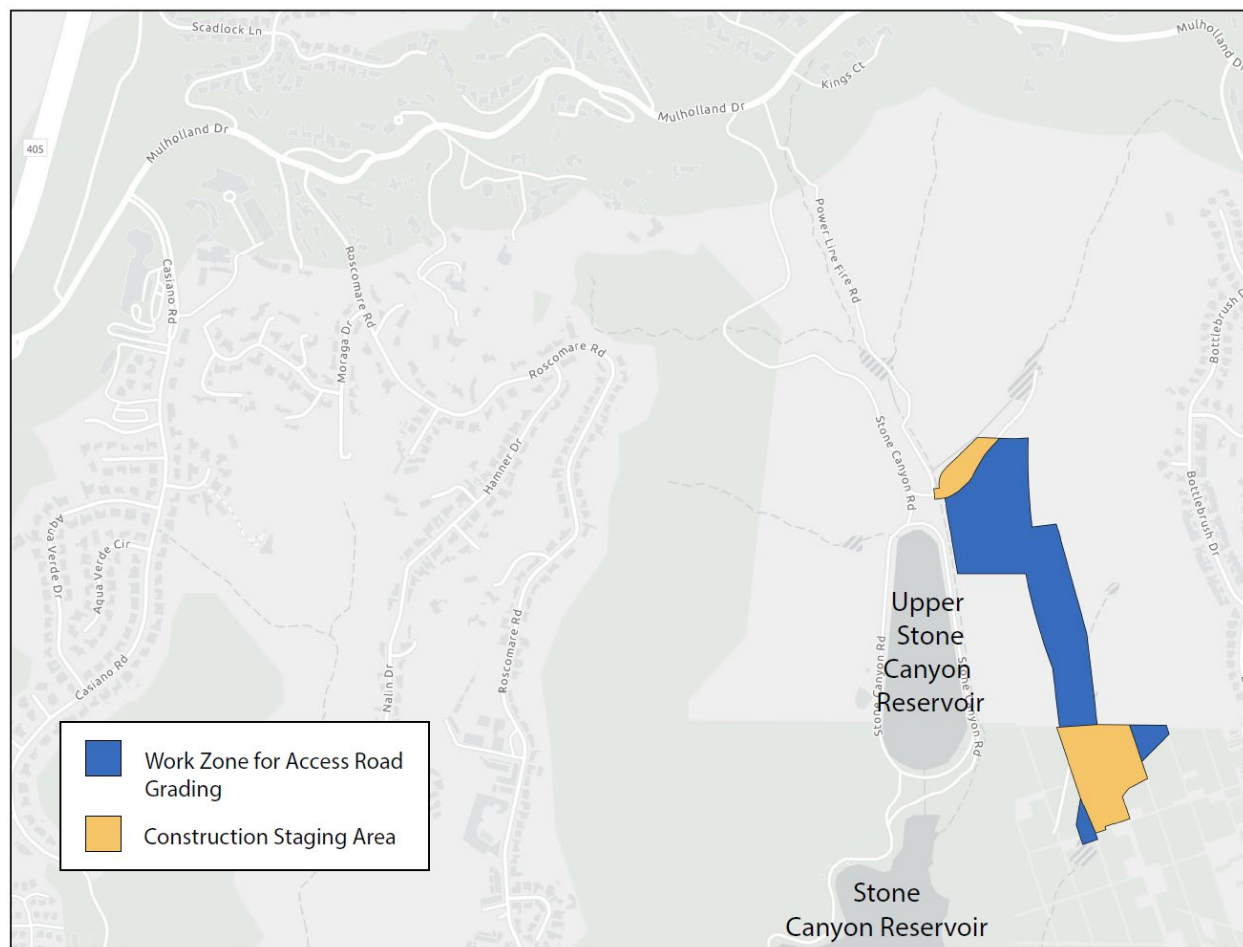 Scadlock Ln
Mulholland Dr
Kings Ct
Mulholland Dr
405
Mulholland Dr
Power Line Fire Rd
Casiano Rd
Roscomare Rd
Moraga Dr
Roscomare Rd
Bottlebrush D
Stone Canyon Rd
Hamner Dr
Bottlebrush Dr
Aqua Verde Dr
Aqua Verde Cir
Upper
Stone
Canyon
Reservoir
Roscomare Rd
Casiano Rd
Nalin Dr
Stone Canyon Rd
Stone Canyon Rd
Work Zone for Access Road
Grading
Construction Staging Area
Stone
Canyon Reservoir